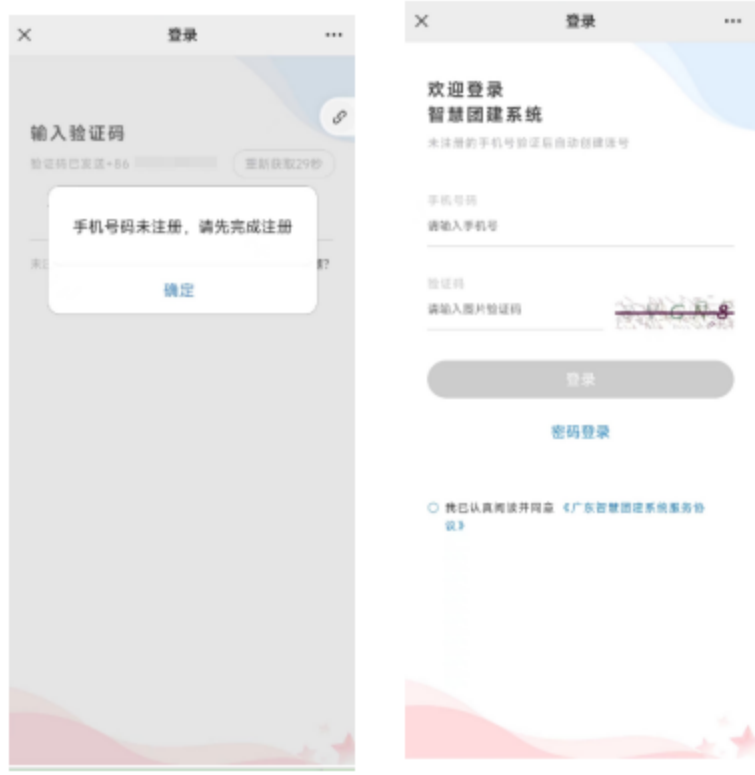 登录
输入验证码
验证码已发送+86
重新获取29秒
手机号码未注册，请先完成注册
确定
登录
欢迎登录
智慧团建系统
未注册的手机号验证后自动创建账号
手机号码
请输入手机号
验证码
请输入图片验证码
登录
密码登录
我已认真阅读并同意《广东智慧团建系统服务协
议》